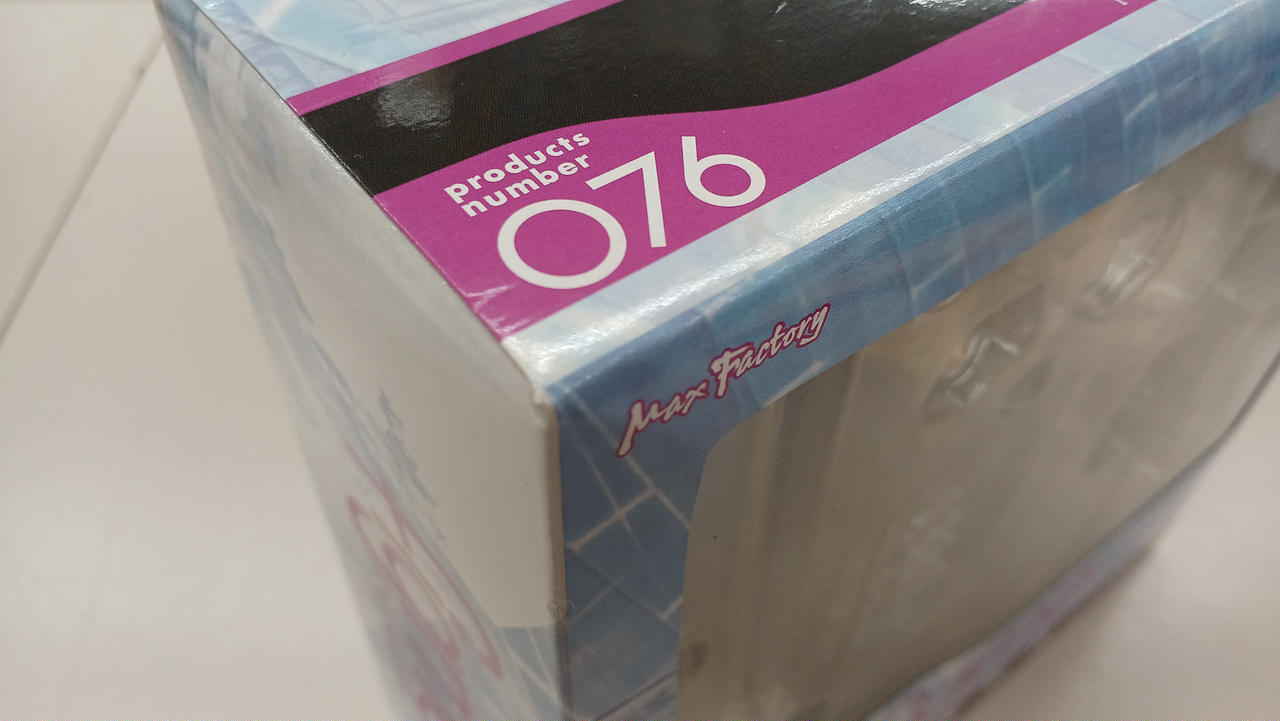 products
number
076
Max Factory